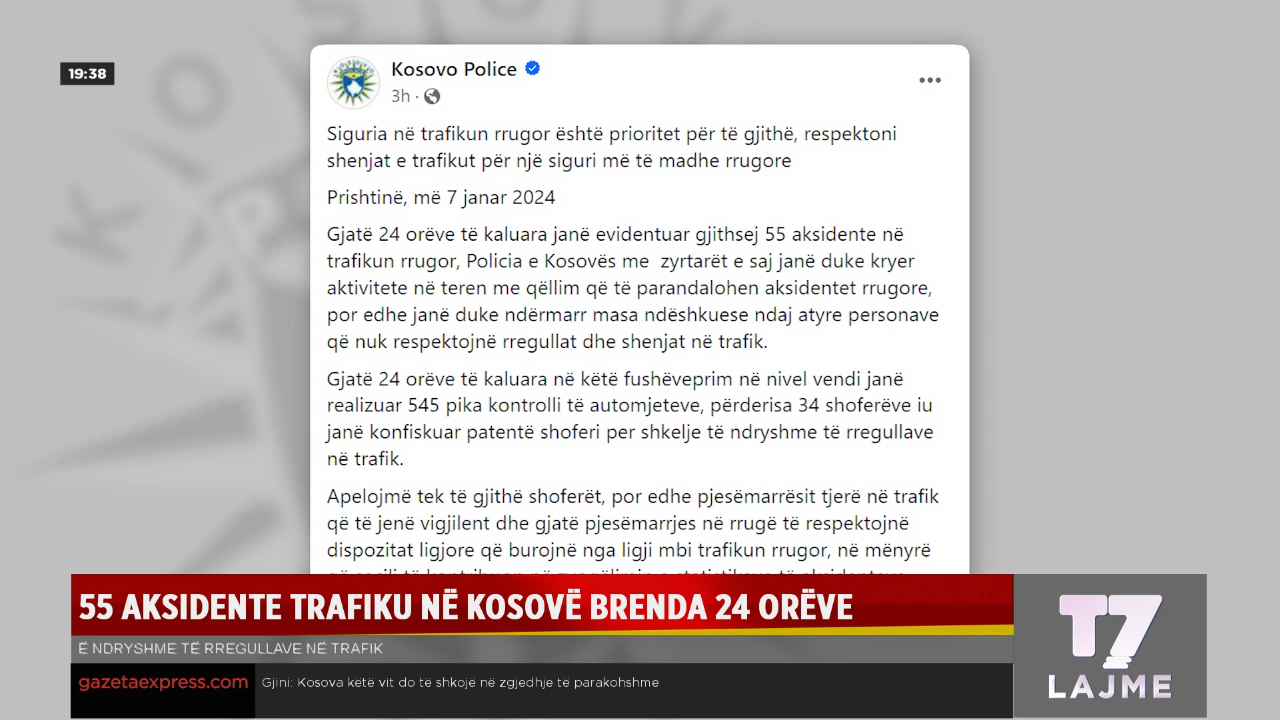 19:38
Kosovo Police
3h
Siguria në trafikun rrugor është prioritet për të gjithë, respektoni
shenjat e trafikut për një siguri më të madhe rrugore
Prishtinë, më 7 janar 2024
Gjatë 24 orëve të kaluara janë evidentuar gjithsej 55 aksidente në
trafikun rrugor, Policia e Kosovës me zyrtarët e saj janë duke kryer
aktivitete në teren me qëllim që të parandalohen aksidentet rrugore,
por edhe janë duke ndërmarr masa ndëshkuese ndaj atyre personave
që nuk respektojnë rregullat dhe shenjat në trafik.
Gjatë 24 orëve të kaluara në këtë fushëveprim në nivel vendi janë
realizuar 545 pika kontrolli të automjeteve, përderisa 34 shoferëve iu
janë konfiskuar patentë shoferi per shkelje të ndryshme të rregullave
në trafik.
Apelojmë tek të gjithë shoferët, por edhe pjesëmarrësit tjerë në trafik
që të jenë vigjilent dhe gjatë pjesëmarrjes në rrugë të respektojnë
dispozitat ligjore që burojnë nga ligji mbi trafikun rrugor, në mënyrë
55 AKSIDENTE TRAFIKU NË KOSOVË BRENDA 24 ORËVE
Ë NDRYSHME TË RREGULLAVE NË TRAFIK
gazetaexpress.com
Gjini: Kosova këtë vit do të shkojë në zgjedhje të parakohshme
T7
LAJME